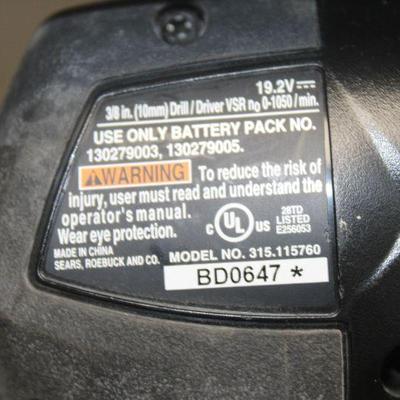 19.2V
3/8 in. (10mm) Drill / Driver VSR n₀ 0-1050 / min.
USE ONLY BATTERY PACK NO.
130279003, 130279005.
WARNING To reduce the risk of
injury, user must read and understand the
operator's manual.
Wear eye protection.
C UL US
28TD
LISTED
E256053
MADE IN CHINA
SEARS, ROEBUCK AND CO.
MODEL NO. 315.115760
BD0647 *